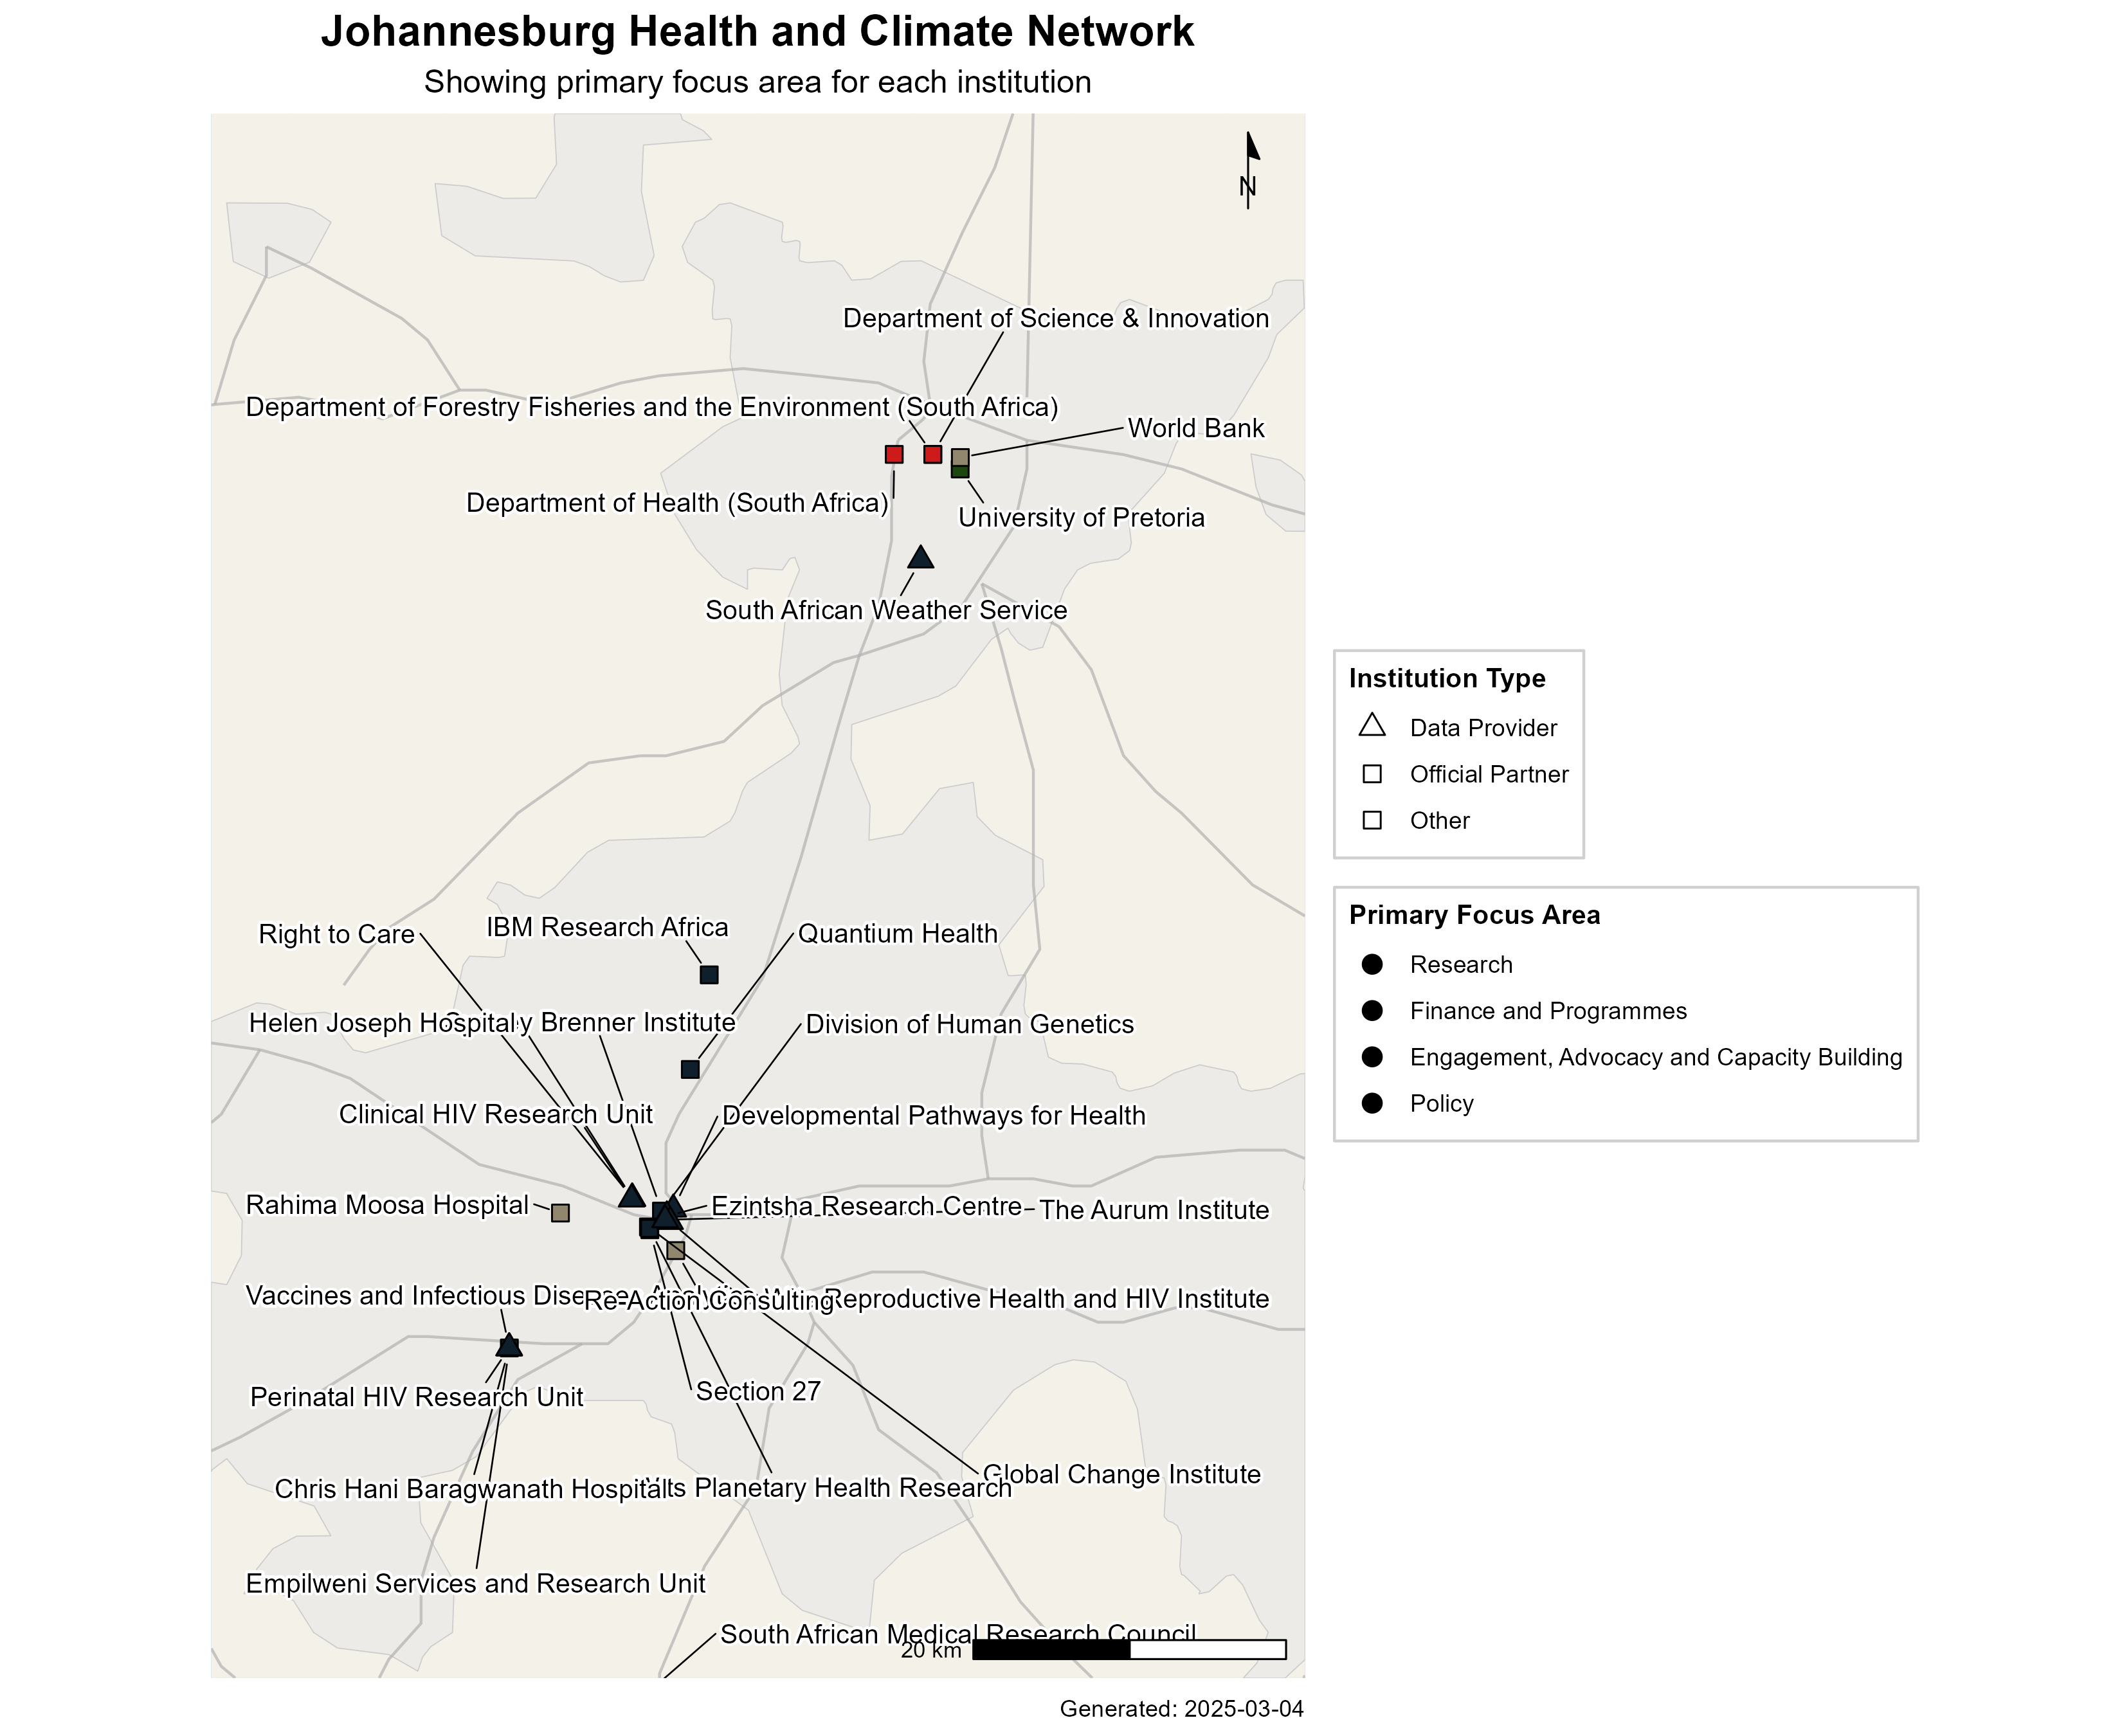 Johannesburg Health and Climate Network
Showing primary focus area for each institution
N
Department of Science & Innovation
Department of Forestry Fisheries and the Environment (South Africa)
World Bank
Department of Health (South Africa)
University of Pretoria
South African Weather Service
Institution Type
Data Provider
Official Partner
Other
Primary Focus Area
Research
Finance and Programmes
Engagement, Advocacy and Capacity Building
Policy
Right to Care
IBM Research Africa
Quantium Health
Helen Joseph Hospital
Brenner Institute
Division of Human Genetics
Clinical HIV Research Unit
Developmental Pathways for Health
Rahima Moosa Hospital
Ezintsha Research Centre
The Aurum Institute
Vaccines and Infectious
Re-Action Consulting
Reproductive Health and HIV Institute
Section 27
Perinatal HIV Research Unit
Global Change Institute
Chris Hani Baragwanath Hospital
Planetary Health Research
Empilweni Services and Research Unit
South African Medical Research Council
20 km
Generated: 2025-03-04